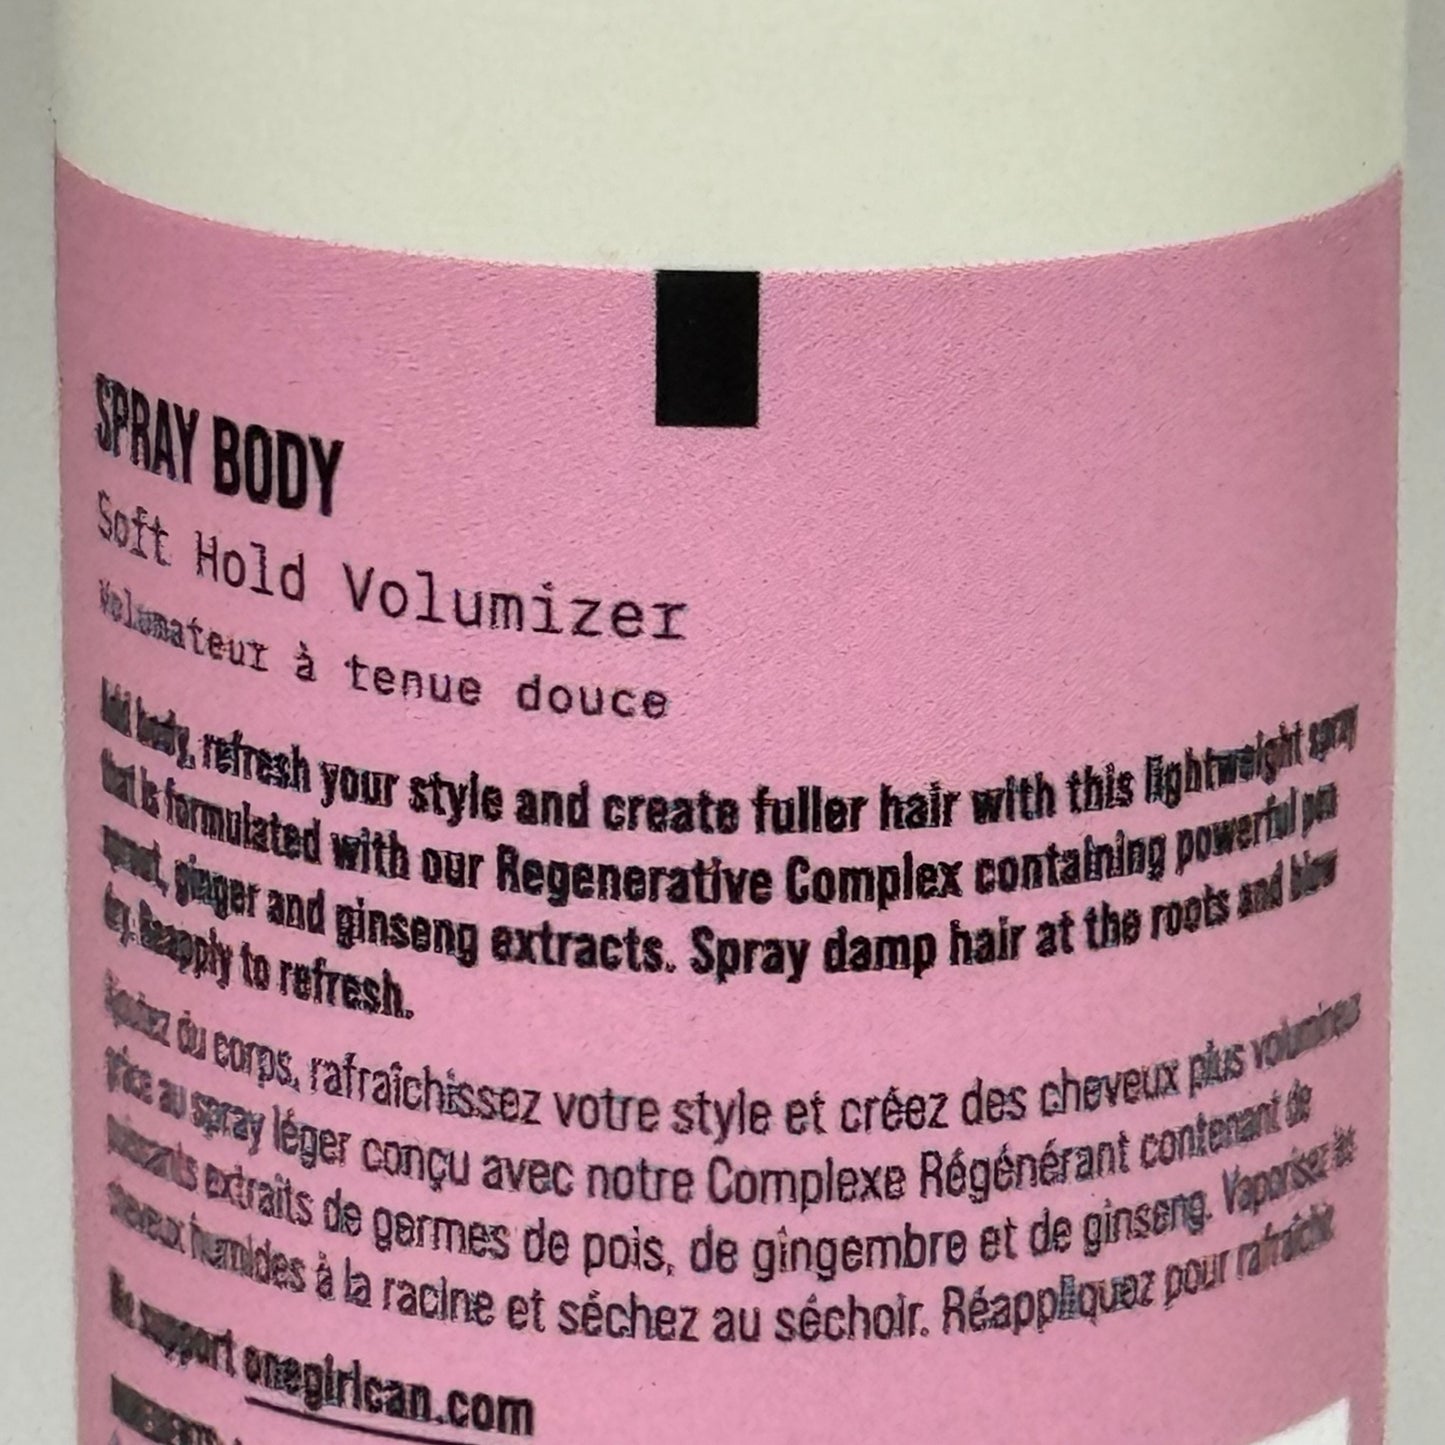 SPRAY BODY
Soft Hold Volumizer
Volumateur à tenue douce
Add body, refresh your style and create fuller hair with this lightweight spray
that is formulated with our Regenerative Complex containing powerful pea
sprout, ginger and ginseng extracts. Spray damp hair at the roots and blow
dry. Reapply to refresh.
Ajoutez du corps, rafraîchissez votre style et créez des cheveux plus volumineux
grâce au spray léger conçu avec notre Complexe Régénérant contenant de
puissants extraits de germes de pois, de gingembre et de ginseng. Vaporisez les
cheveux humides à la racine et séchez au séchoir. Réappliquez pour rafraîchir.
We support onegirlcan.com